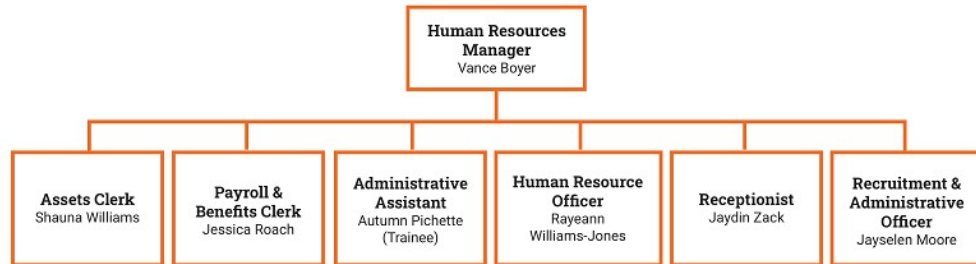 Human Resources
Manager
Vance Boyer
Assets Clerk
Shauna Williams
Payroll &
Benefits Clerk
Jessica Roach
Administrative
Assistant
Autumn Pichette
(Trainee)
Human Resource
Officer
Rayeann
Williams-Jones
Receptionist
Jaydin Zack
Recruitment &
Administrative
Officer
Jayselen Moore